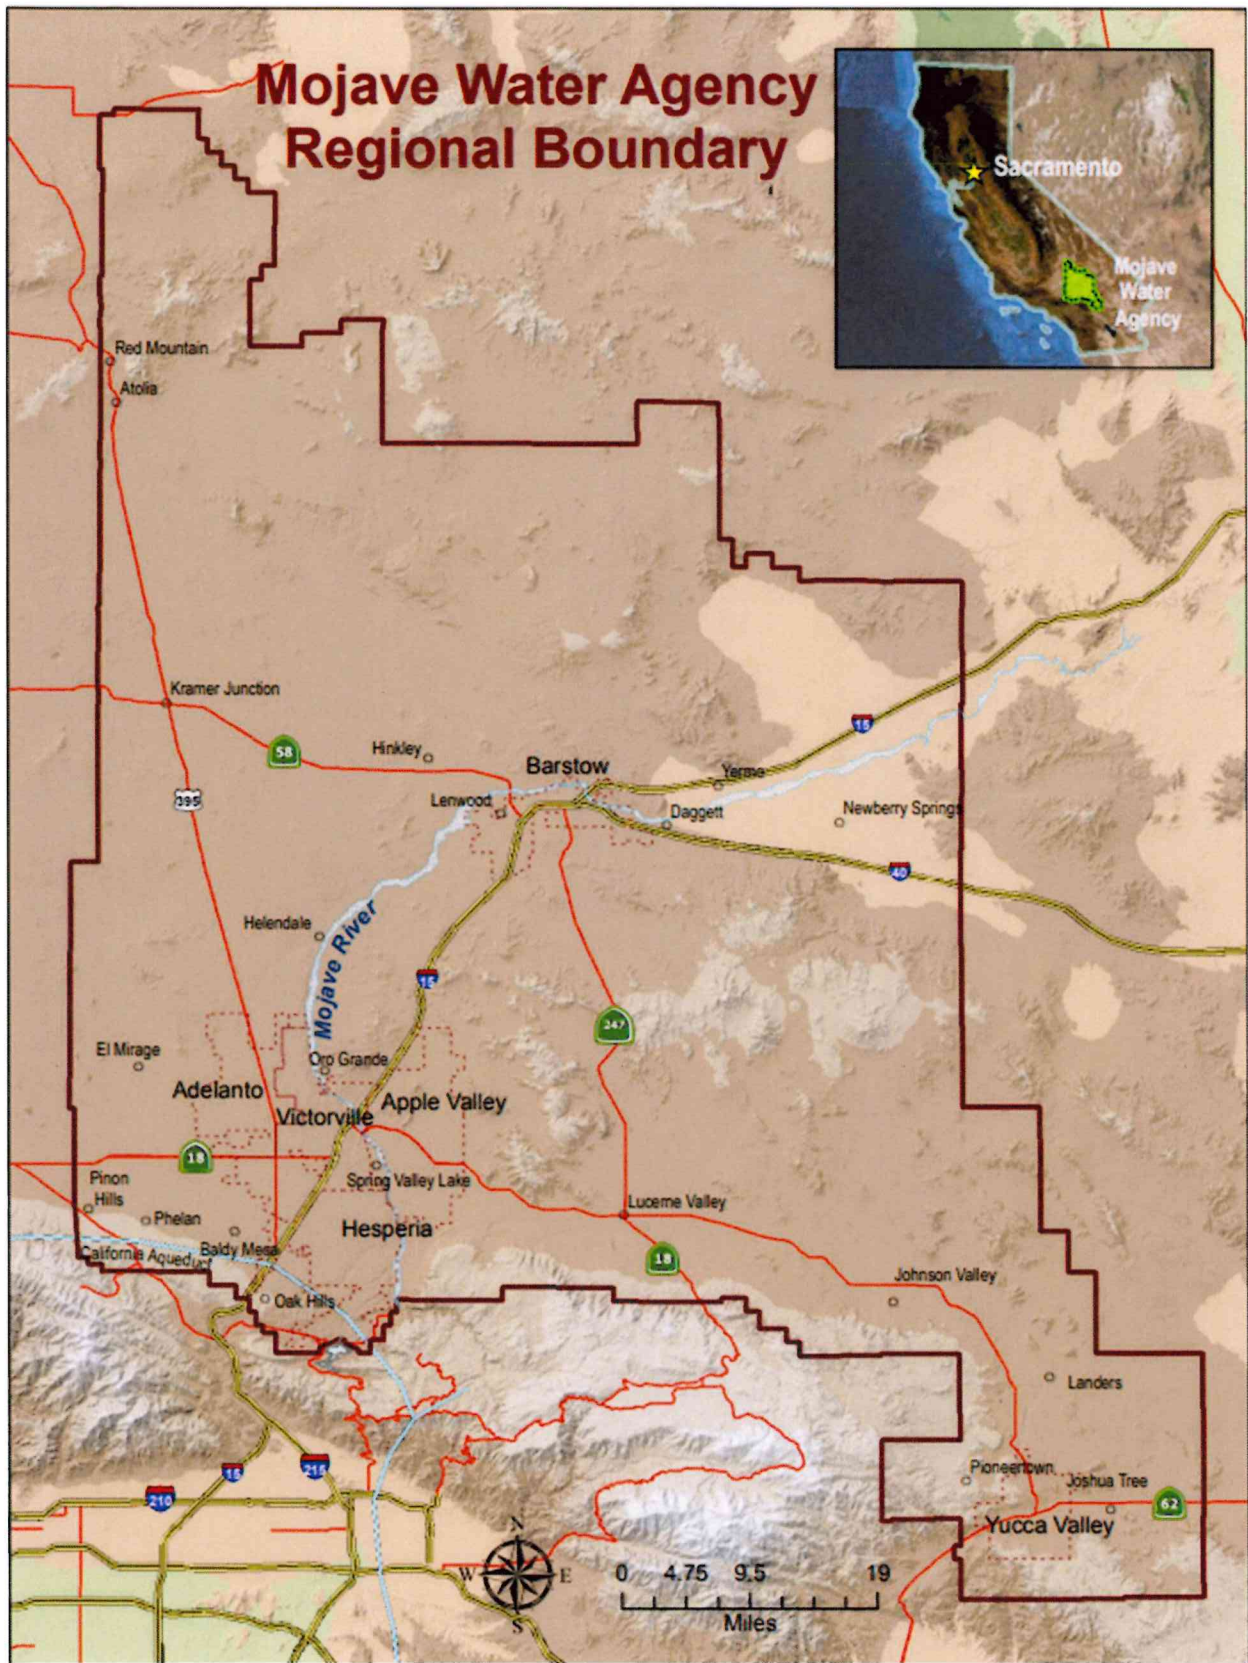 Mojave Water Agency
Regional Boundary
Sacramento
Mojave
Water
Agency
Red Mountain
Atolia
Kramer Junction
58
Hinkley
Barstow
15
Yermo
395
Lenwood
Daggett
Newberry Springs
40
Helendale
Mojave River
15
247
El Mirage
Oro Grande
Adelanto
Victorville
Apple Valley
18
Pinon
Hills
Spring Valley Lake
Phelan
Lucerne Valley
Hesperia
Baldy Mesa
California Aqueduct
18
Johnson Valley
Oak Hills
Landers
Pioneertown
Joshua Tree
15
215
210
62
Yucca Valley
N
W
E
S
0 4.75 9.5 19
Miles